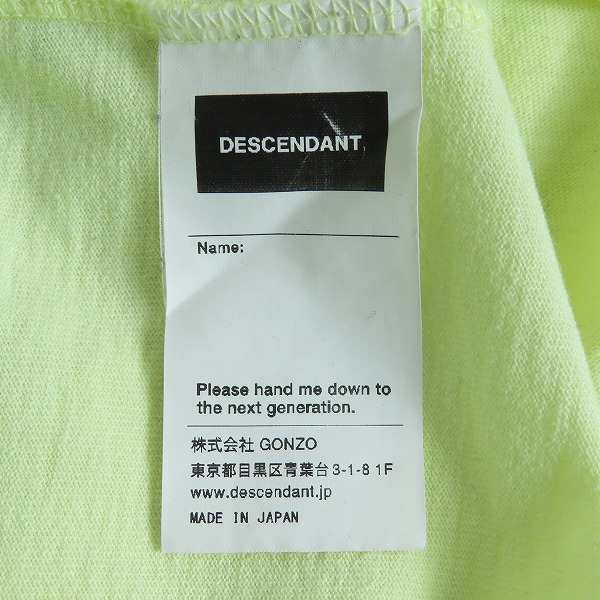 DESCENDANT
Name:
Please hand me down to
the next generation.
株式会社 GONZO
東京都目黒区青葉台3-1-8 1F
www.descendant.jp
MADE IN JAPAN